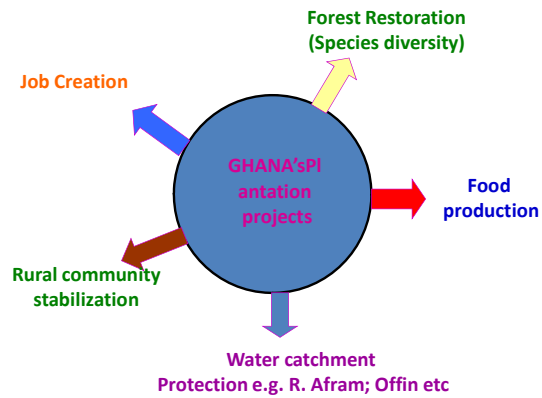 Forest Restoration
(Species diversity)
Job Creation
GHANA'sPl
antation
projects
Food
production
Rural community
stabilization
Water catchment
Protection e.g. R. Afram; Offin etc